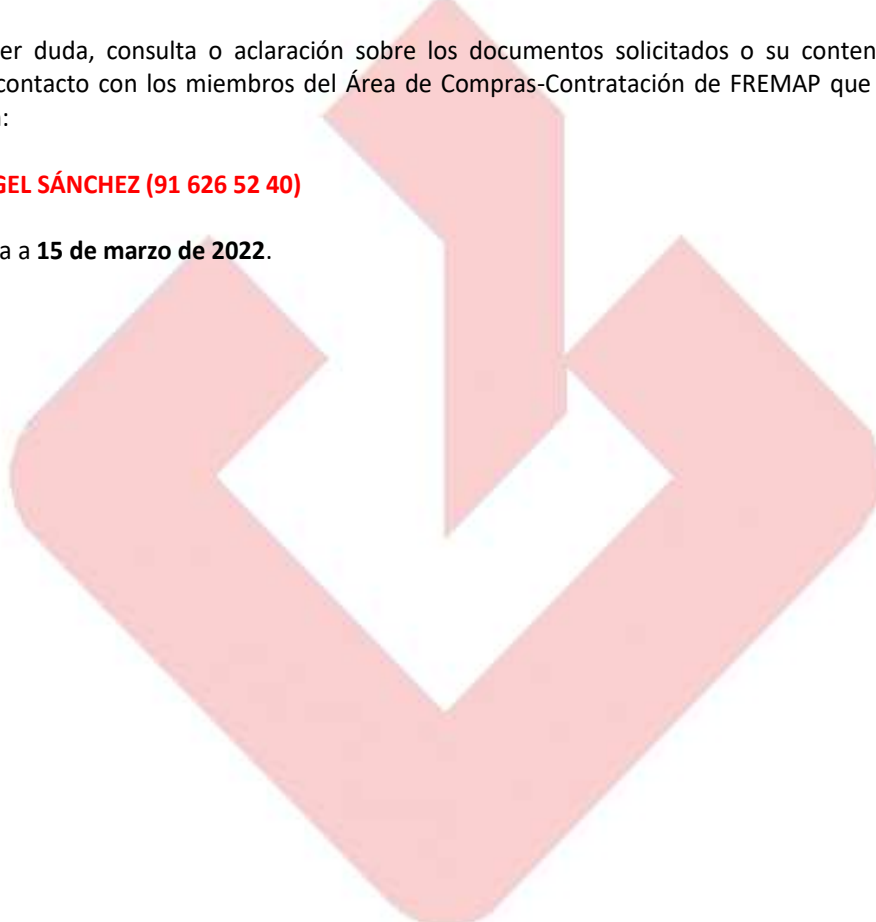 er duda, consulta o aclaración sobre los documentos solicitados o su conten
contacto con los miembros del Área de Compras-Contratación de FREMAP que
:
GEL SÁNCHEZ (91 626 52 40)
a a 15 de marzo de 2022.